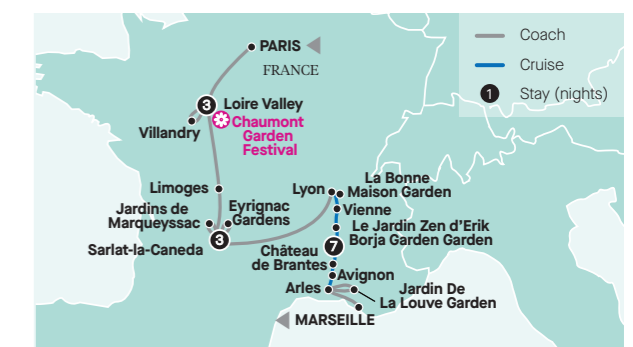 Coach
Cruise
1
Stay (nights)
PARIS
FRANCE
3
Loire Valley
Villandry
Chaumont
Garden
Festival
Limoges
Jardins de
Marqueyssac
Eyrignac
Gardens
3
Sarlat-la-Caneda
Lyon
La Bonne
Maison Garden
Vienne
Le Jardin Zen d’Erik
Borja Garden Garden
7
Château
de Brantes
Avignon
Arles
Jardin De
La Louve Garden
MARSEILLE